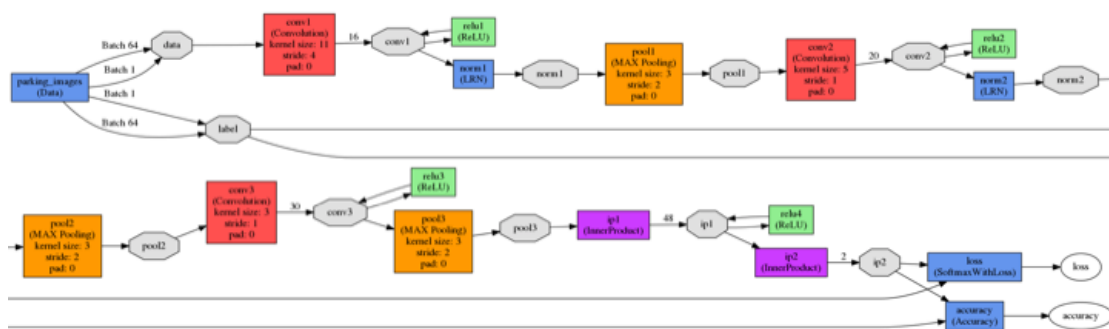 conv1
(Convolution)
kernel size: 11
stride: 4
pad: 0
16
conv1
relu1
(ReLU)
norm1
(LRN)
norm1
pool1
(MAX Pooling)
kernel size: 3
stride: 2
pad: 0
pool1
conv2
(Convolution)
kernel size: 5
stride: 1
pad: 0
20
conv2
relu2
(ReLU)
norm2
(LRN)
norm2
parking_images
(Data)
Batch 64
Batch 1
data
Batch 1
Batch 64
label
pool2
(MAX Pooling)
kernel size: 3
stride: 2
pad: 0
pool2
conv3
(Convolution)
kernel size: 3
stride: 1
pad: 0
30
conv3
relu3
(ReLU)
pool3
(MAX Pooling)
kernel size: 3
stride: 2
pad: 0
pool3
ip1
(InnerProduct)
48
ip1
relu4
(ReLU)
ip2
(InnerProduct)
2
ip2
loss
(SoftmaxWithLoss)
loss
accuracy
(Accuracy)
accuracy